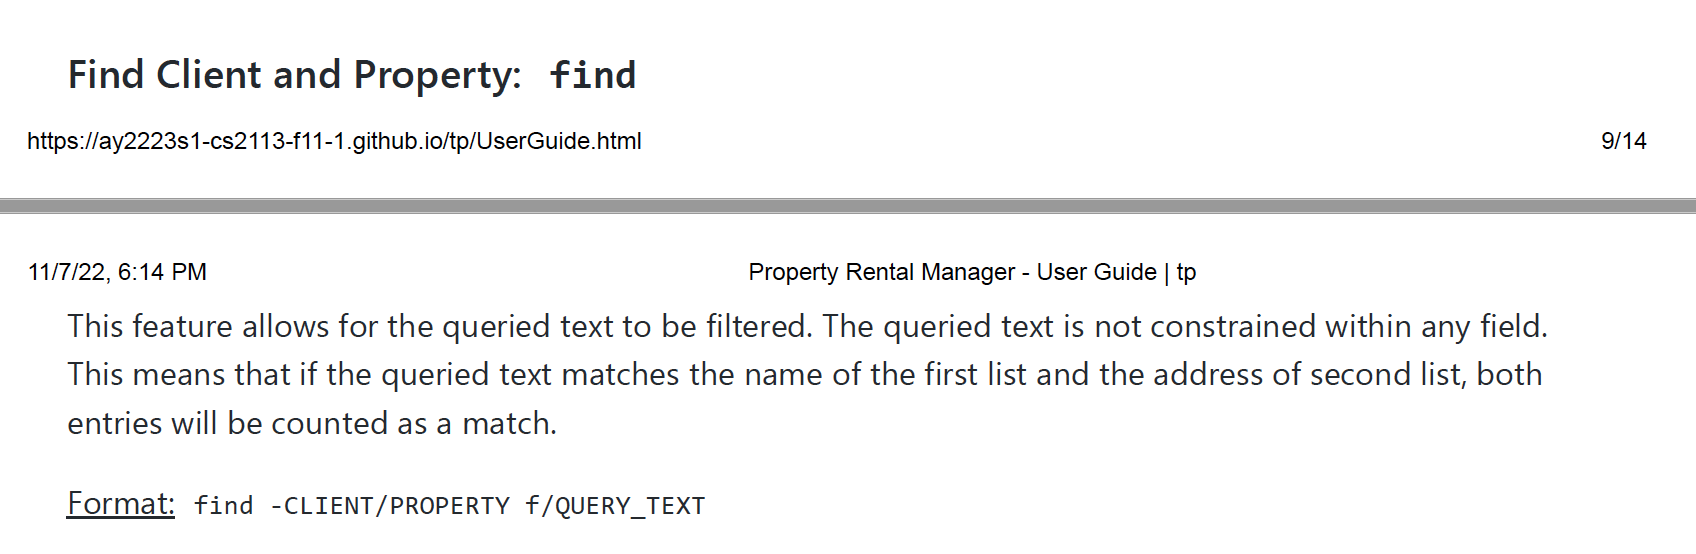 Find Client and Property: find
https://ay2223s1-cs2113-f11-1.github.io/tp/UserGuide.html 9/14
11/7/22, 6:14 PM Property Rental Manager - User Guide | tp
This feature allows for the queried text to be filtered. The queried text is not constrained within any field.
This means that if the queried text matches the name of the first list and the address of second list, both
entries will be counted as a match.
Format: find -CLIENT/PROPERTY f/QUERY_TEXT